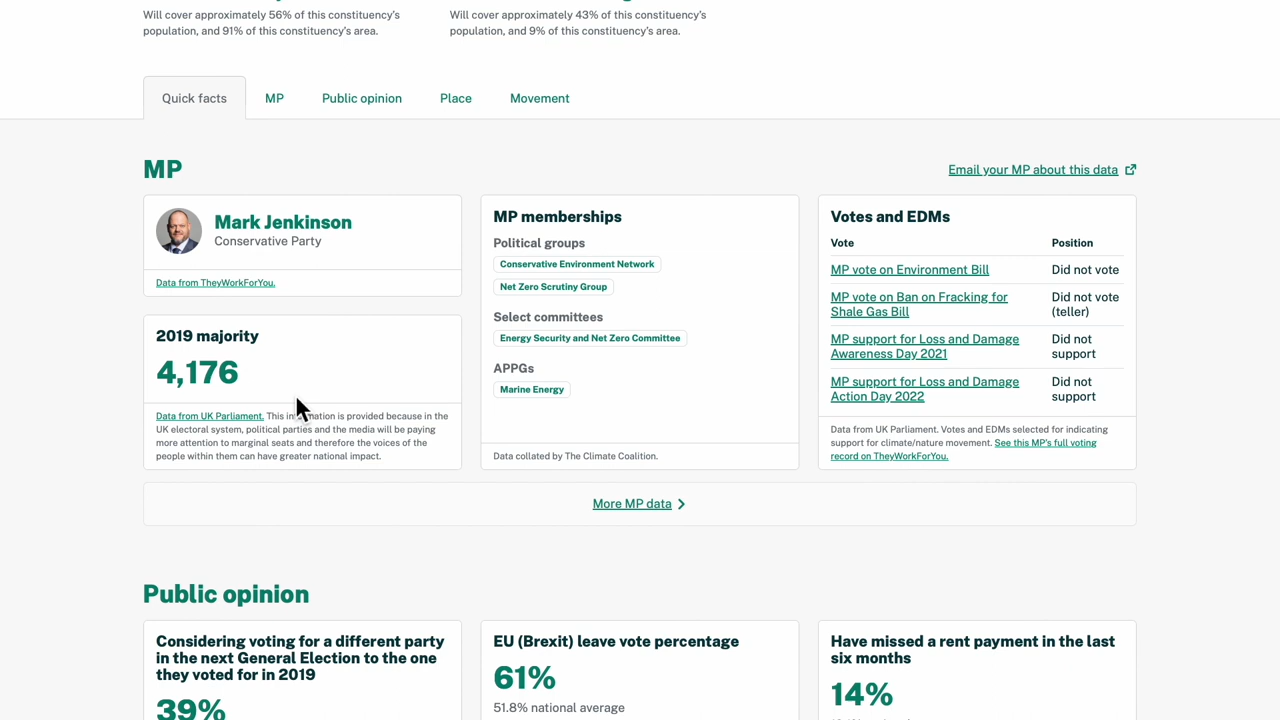 Will cover approximately 56% of this constituency's
population, and 91% of this constituency's area.
Will cover approximately 43% of this constituency's
population, and 9% of this constituency's area.
Quick facts
MP
Public opinion
Place
Movement
MP
Email your MP about this data
Mark Jenkinson
Conservative Party
Data from TheyWorkForYou.
2019 majority
4,176
Data from UK Parliament. This information is provided because in the
UK electoral system, political parties and the media will be paying
more attention to marginal seats and therefore the voices of the
people within them can have greater national impact.
MP memberships
Political groups
Conservative Environment Network
Net Zero Scrutiny Group
Select committees
Energy Security and Net Zero Committee
APPGs
Marine Energy
Data collated by The Climate Coalition.
Votes and EDMs
Vote Position
MP vote on Environment Bill Did not vote
MP vote on Ban on Fracking for Did not vote
Shale Gas Bill (teller)
MP support for Loss and Damage Did not
Awareness Day 2021 support
MP support for Loss and Damage Did not
Action Day 2022 support
Data from UK Parliament. Votes and EDMs selected for indicating
support for climate/nature movement. See this MP's full voting
record on TheyWorkForYou.
More MP data
Public opinion
Considering voting for a different party
in the next General Election to the one
they voted for in 2019
39%
EU (Brexit) leave vote percentage
61%
51.8% national average
Have missed a rent payment in the last
six months
14%